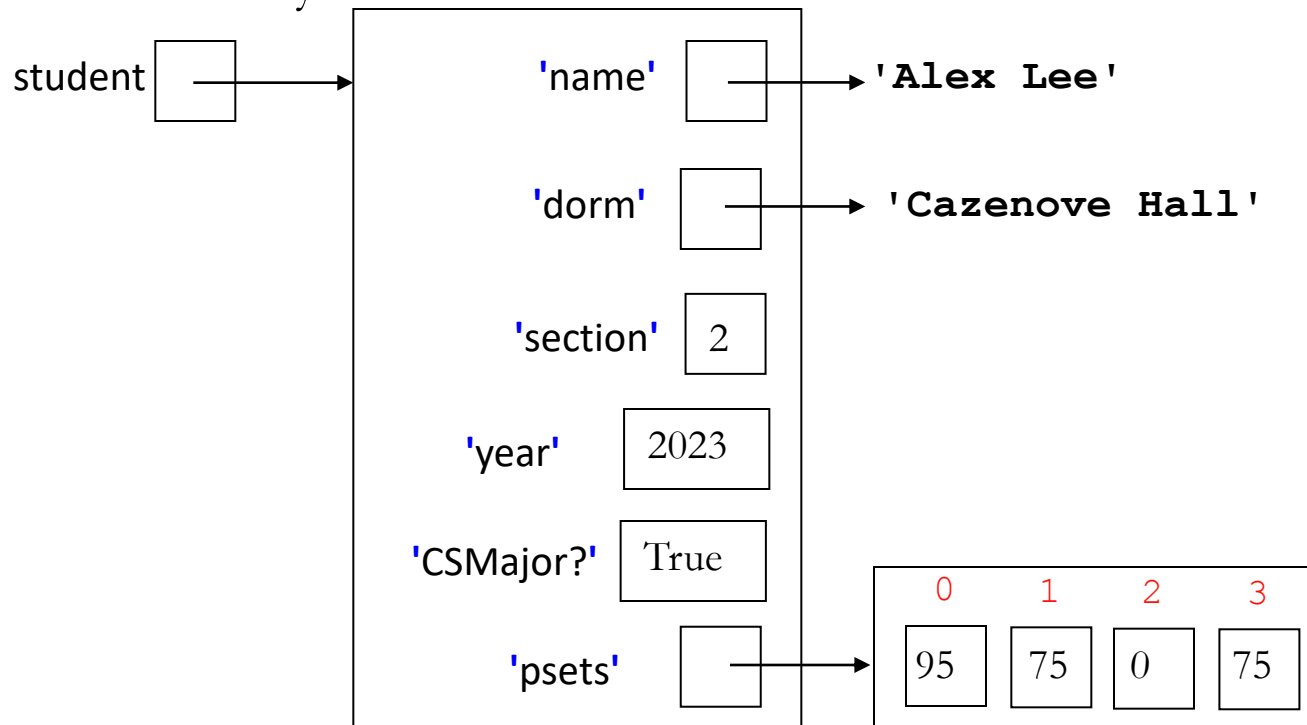 student
'name' 'Alex Lee'
'dorm' 'Cazenove Hall'
'section' 2
'year' 2023
'CSMajor?' True
0 1 2 3
'psets' 95 75 0 75